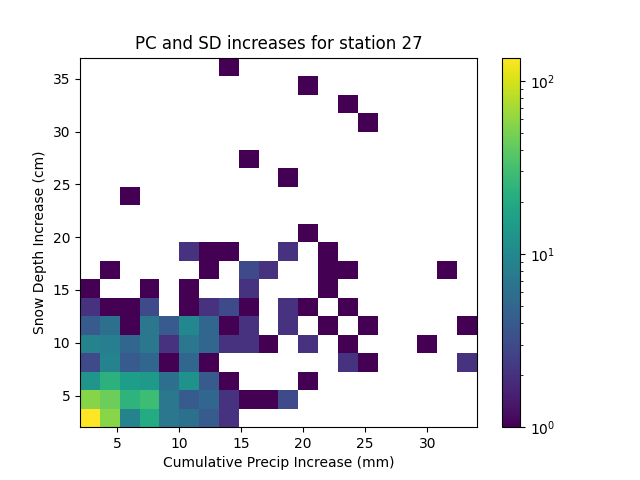 PC and SD increases for station 27
Snow Depth Increase (cm)
35
30
25
20
15
10
5
5 10 15 20 25 30
Cumulative Precip Increase (mm)
10²
10¹
10⁰